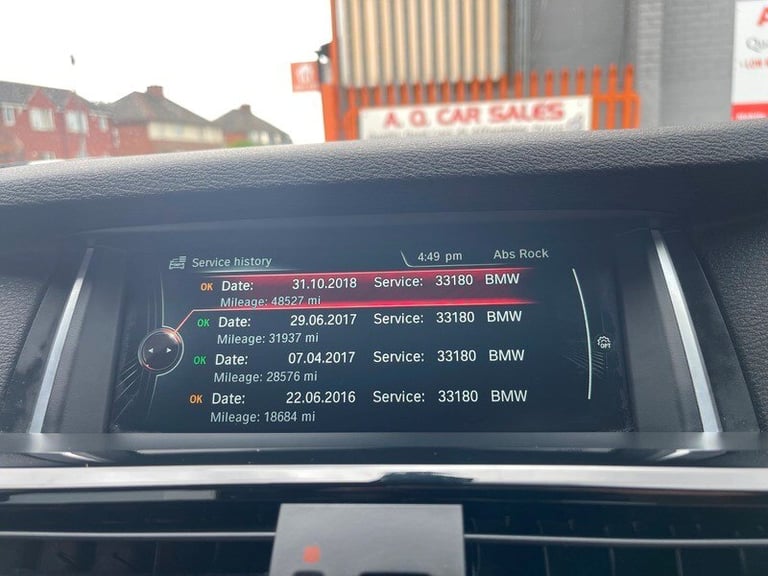 A. Q. CAR SALES
Service history
4:49 pm
Abs Rock
OK Date: 31.10.2018 Service: 33180 BMW
Mileage: 48527 mi
OK Date: 29.06.2017 Service: 33180 BMW
Mileage: 31937 mi
OK Date: 07.04.2017 Service: 33180 BMW
Mileage: 28576 mi
OK Date: 22.06.2016 Service: 33180 BMW
Mileage: 18684 mi
OPT